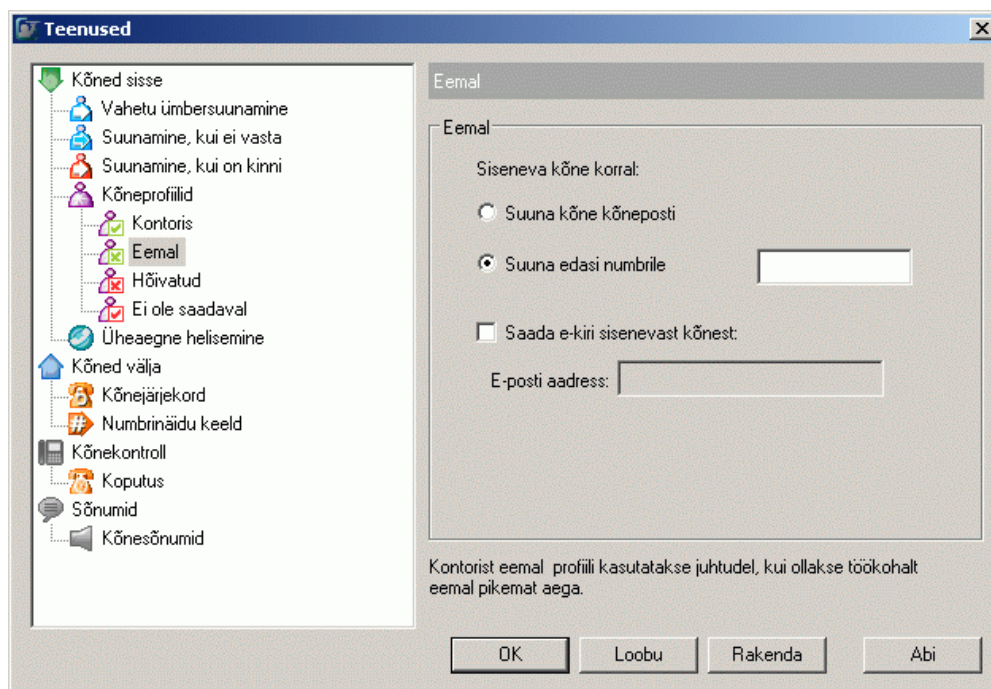 Teenused
Kõned sisse
Vahetu ümbersuunamine
Suunamine, kui ei vasta
Suunamine, kui on kinni
Kõneprofiilid
Kontoris
Eemal
Hõivatud
Ei ole saadaval
Üheaegne helisemine
Kõned välja
Kõnejärjekord
Numbrinäidu keeld
Kõnekontroll
Koputus
Sõnumid
Kõnesõnumid
Eemal
Eemal
Siseneva kõne korral:
Suuna kõne kõneposti
Suuna edasi numbrile
Saada e-kiri sisenevast kõnest:
E-posti aadress:
Kontorist eemal profiili kasutatakse juhtudel, kui ollakse töökohalt
eemal pikemat aega.
OK Loobu Rakenda Abi